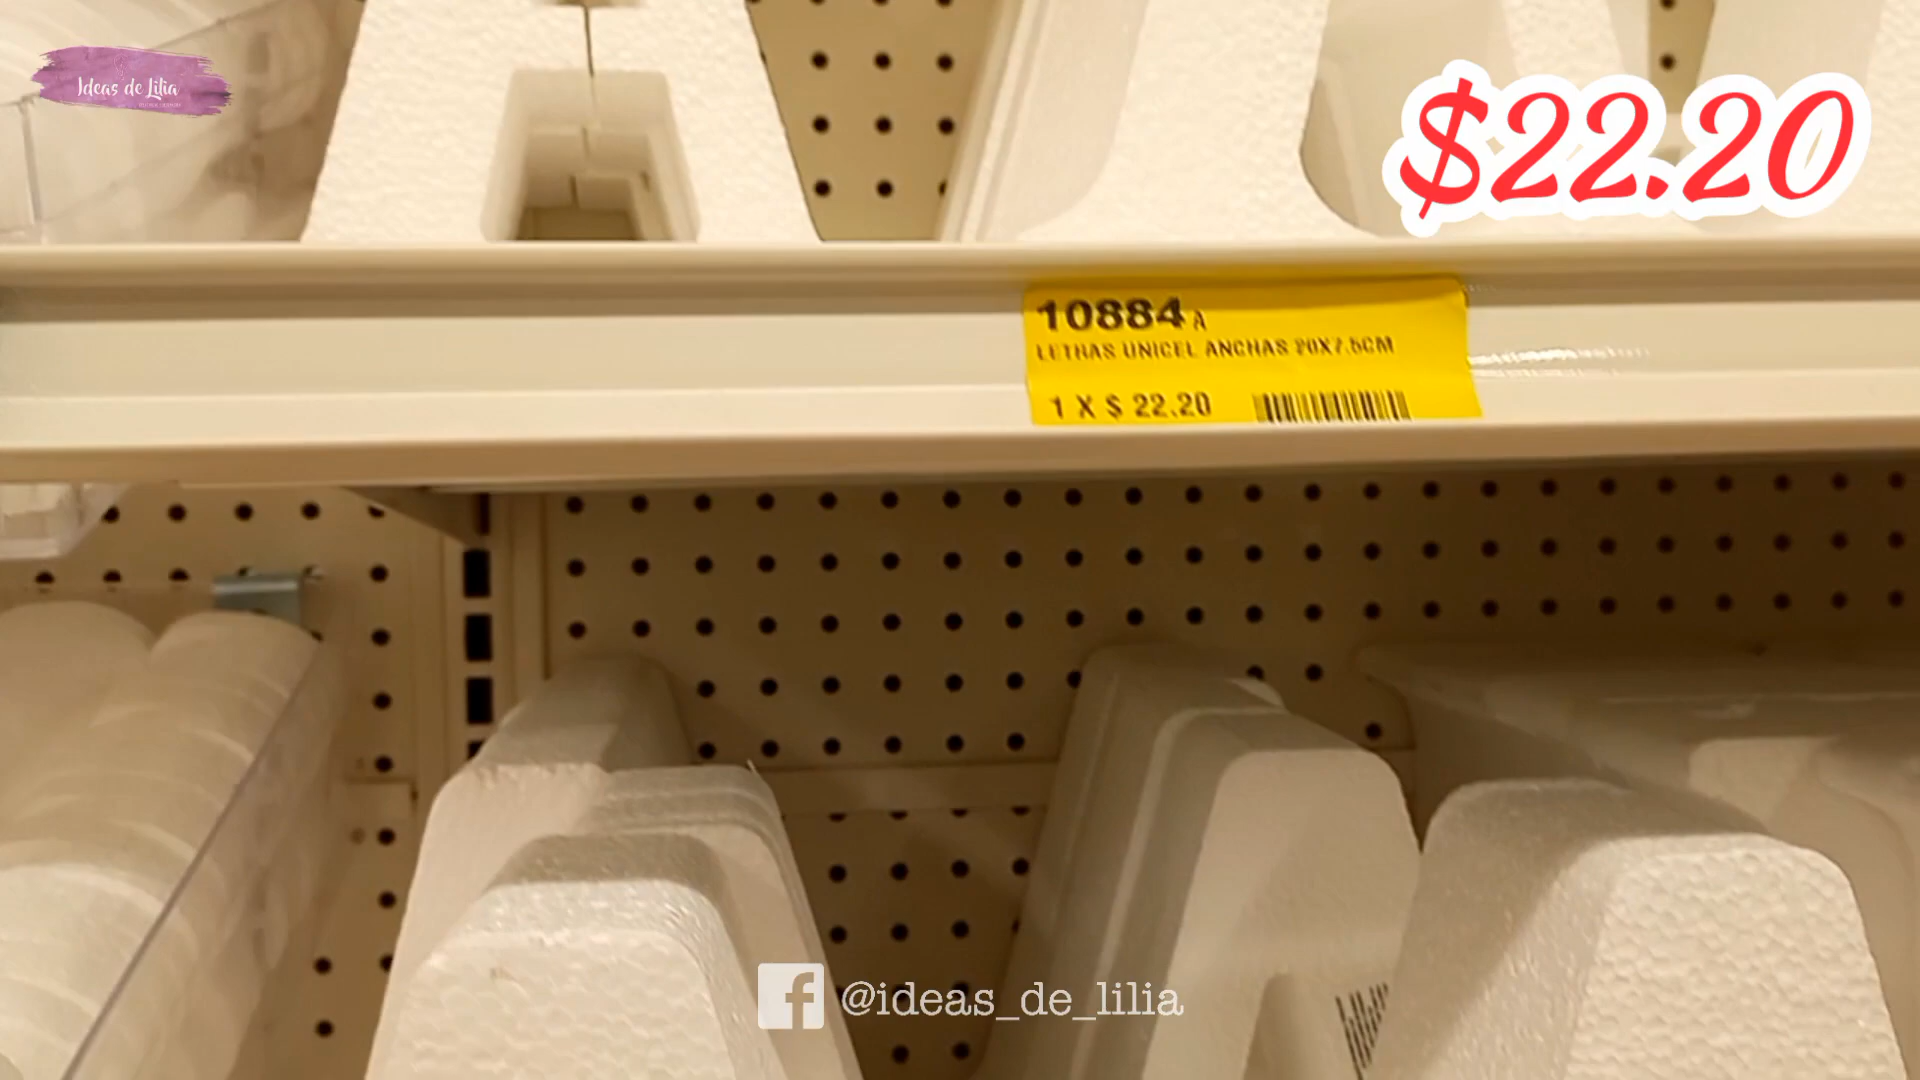 Ideas de Lilia
$22.20
10884 A
LETRAS UNICEL ANCHAS 20X7.5CM
1 X $ 22.20
@ideas_de_lilia